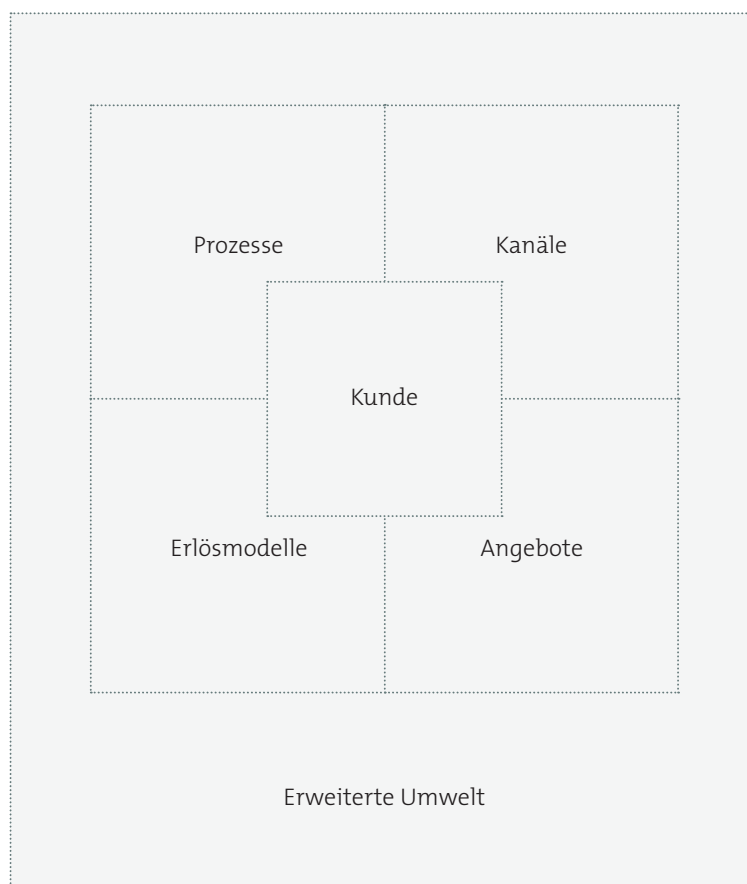 Prozesse
Kanäle
Kunde
Erlösmodelle
Angebote
Erweiterte Umwelt